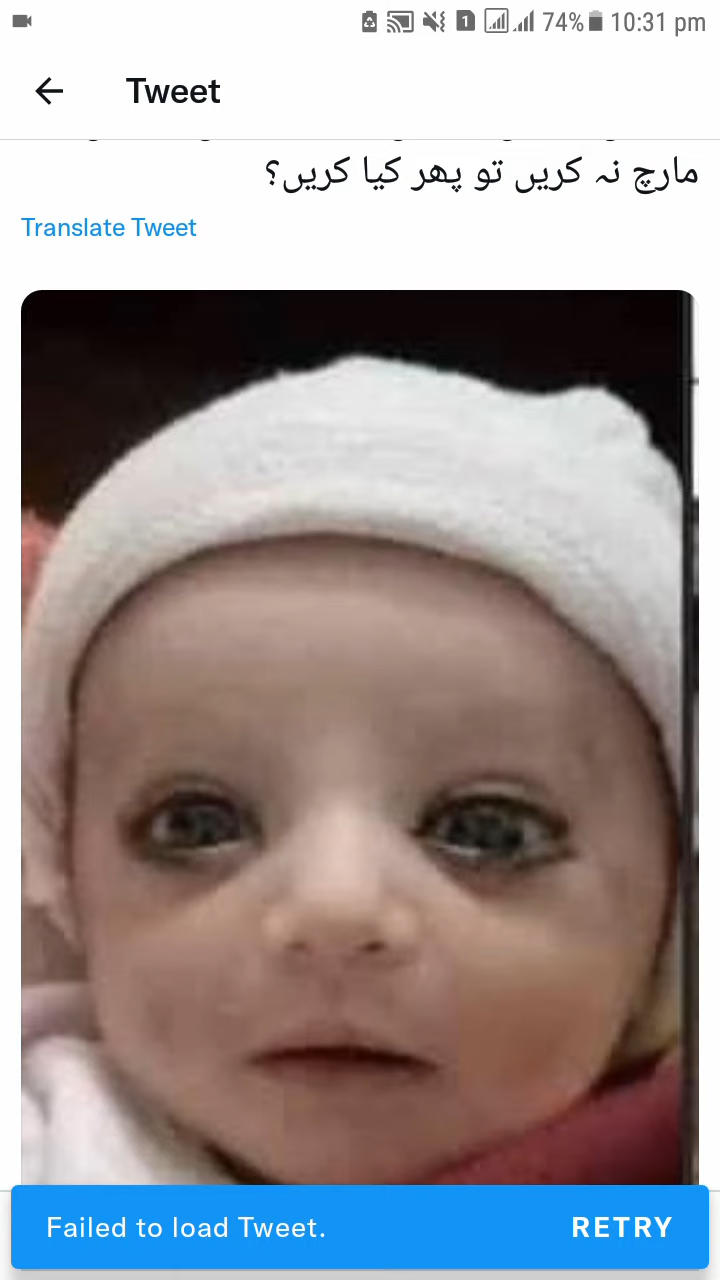 74% 10:31 pm
Tweet
مارچ نہ کریں تو پھر کیا کریں؟
Translate Tweet
Failed to load Tweet. RETRY